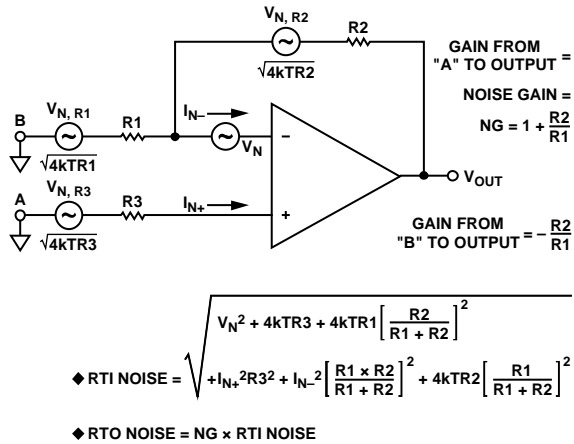 V_N, R2
R2
√4kTR2
GAIN FROM
"A" TO OUTPUT =
NOISE GAIN =
NG = 1 + R2/R1
B
V_N, R1
R1
I_N–
√4kTR1
V_N
–
A
V_N, R3
R3
I_N+
√4kTR3
+
V_OUT
GAIN FROM
"B" TO OUTPUT = – R2/R1
◆ RTI NOISE = √ V_N² + 4kTR3 + 4kTR1 [R2/(R1 + R2)]²
+I_N+²R3² + I_N–² [(R1 × R2)/(R1 + R2)]² + 4kTR2 [R1/(R1 + R2)]²
◆ RTO NOISE = NG × RTI NOISE